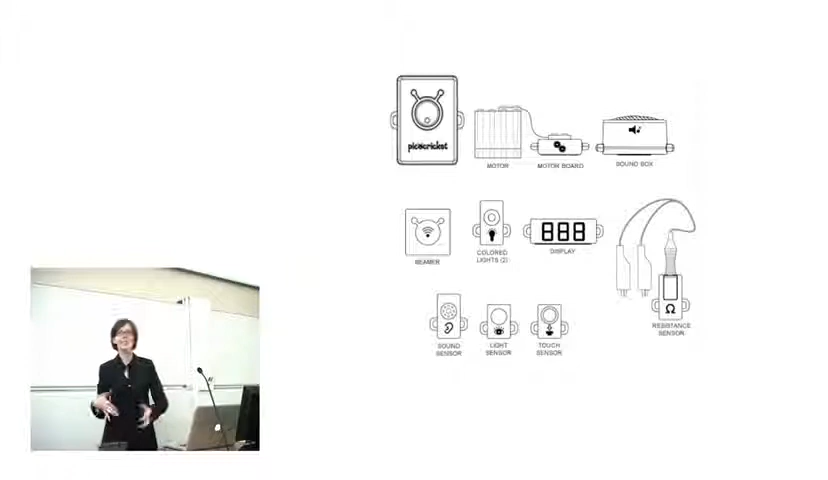 picocricket
MOTOR
MOTOR BOARD
SOUND BOX
BEAMER
COLORED
LIGHTS (2)
888
DISPLAY
Ω
RESISTANCE
SENSOR
SOUND
SENSOR
LIGHT
SENSOR
TOUCH
SENSOR